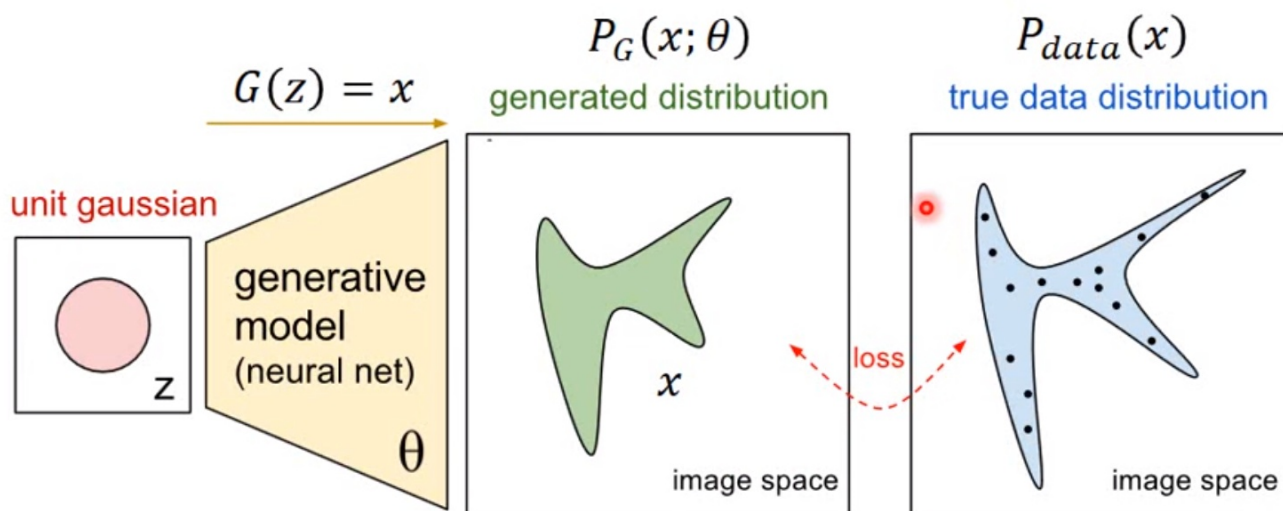 P_G(x; θ)
P_data(x)
G(z) = x
generated distribution
true data distribution
unit gaussian
z
generative
model
(neural net)
θ
x
loss
image space
image space